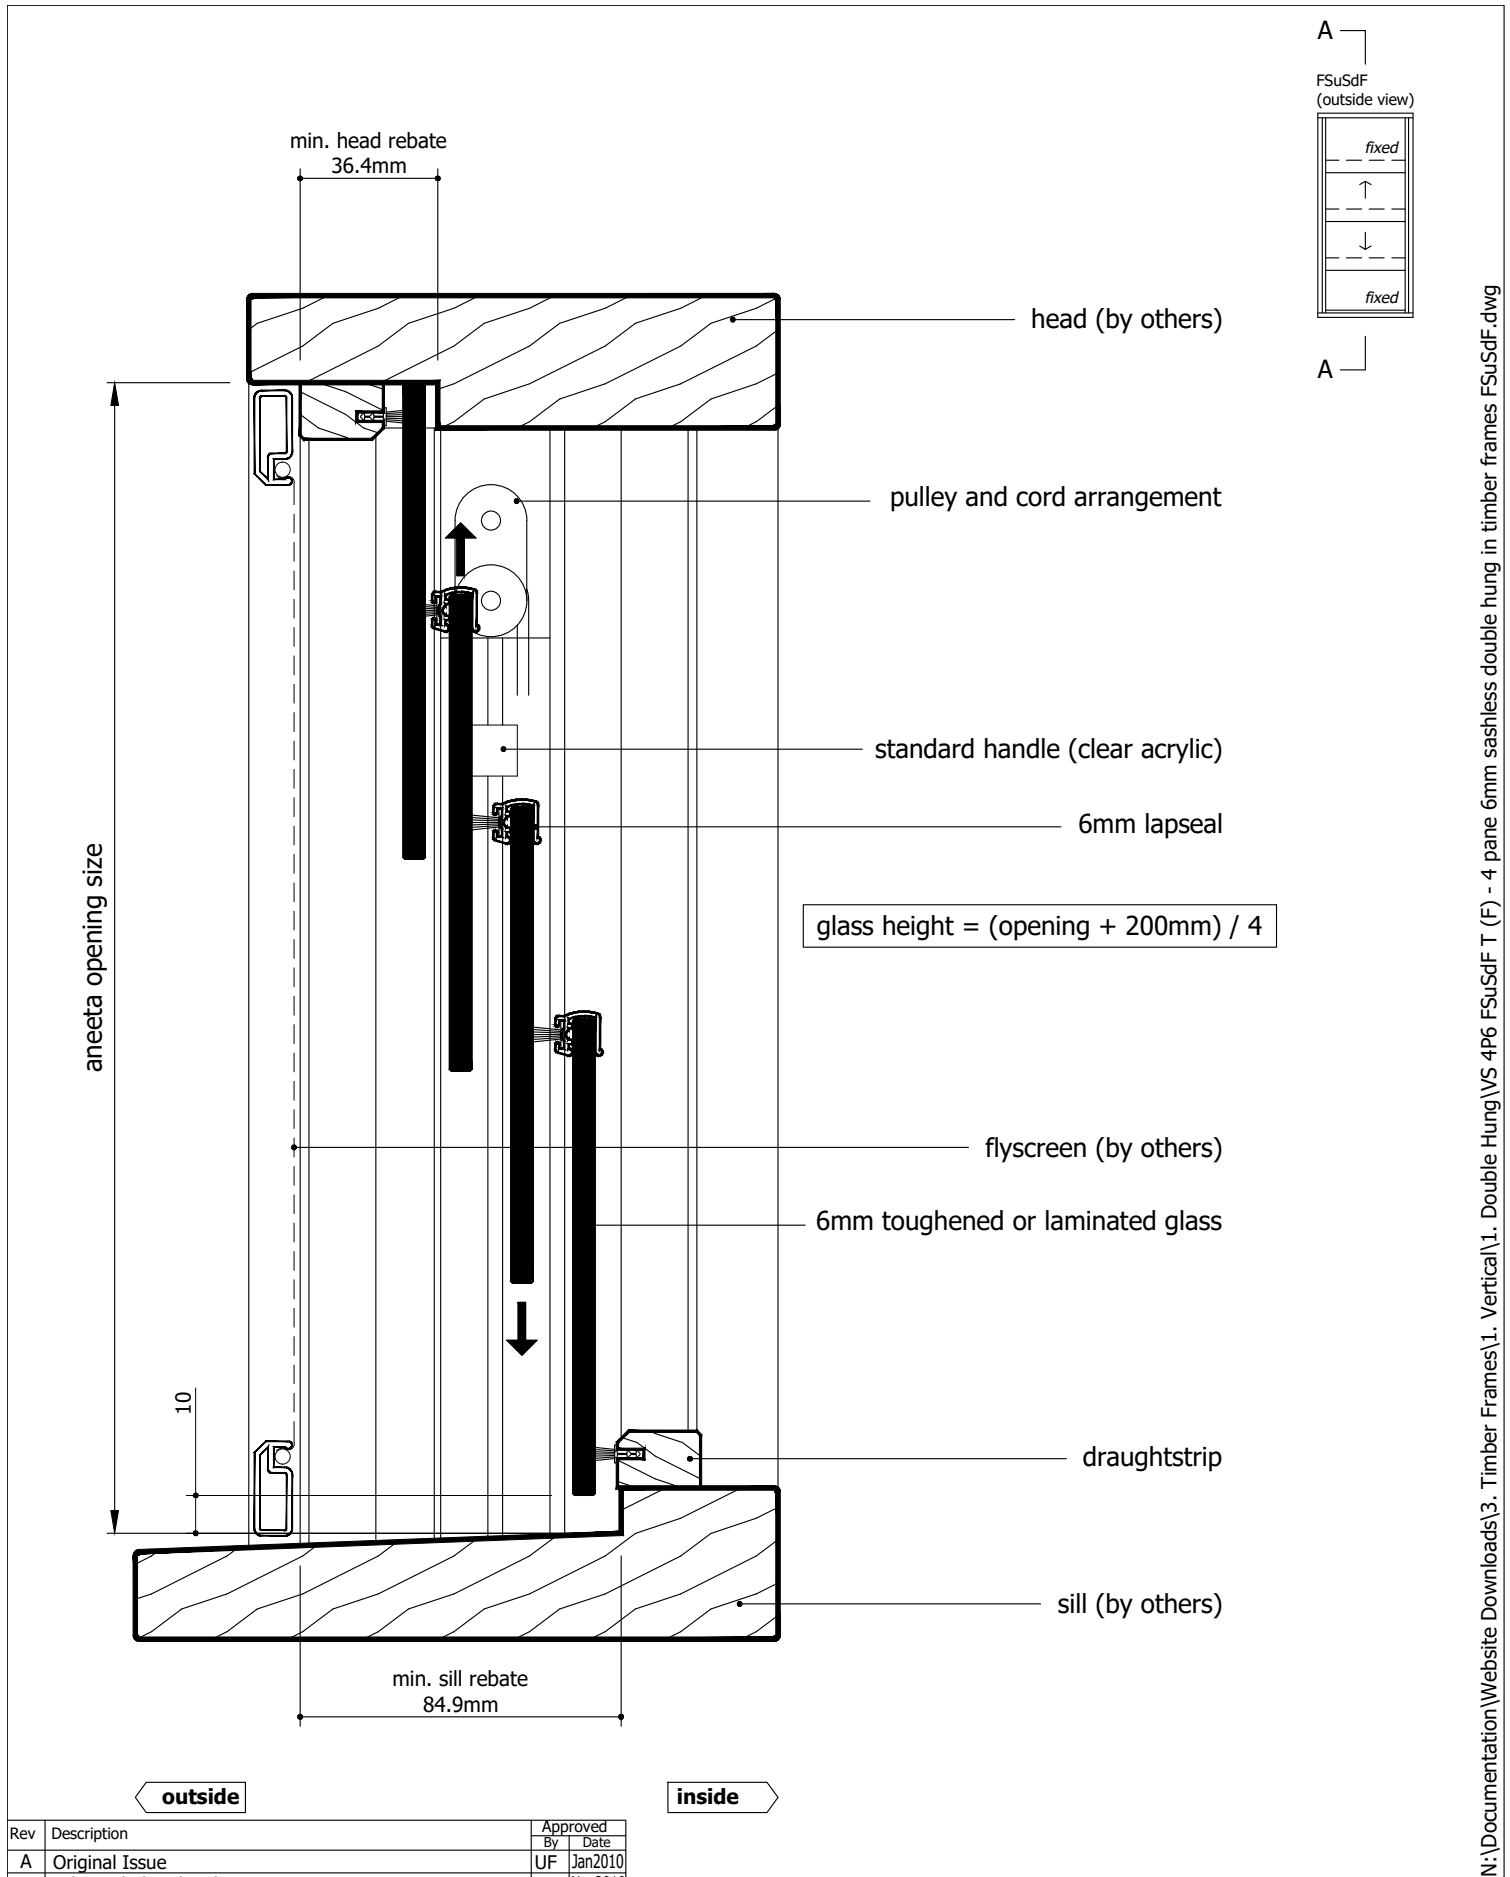 A
FSuSdF
(outside view)
fixed
fixed
A
min. head rebate
36.4mm
head (by others)
pulley and cord arrangement
standard handle (clear acrylic)
6mm lapseal
glass height = (opening + 200mm) / 4
aneeta opening size
flyscreen (by others)
6mm toughened or laminated glass
10
draughtstrip
sill (by others)
min. sill rebate
84.9mm
outside
inside
Rev Description Approved
By Date
A Original Issue UF Jan2010
N:\Documentation\Website Downloads\3. Timber Frames\1. Vertical\1. Double Hung\VS 4P6 FSuSdF T (F) - 4 pane 6mm sashless double hung in timber frames FSuSdF.dwg